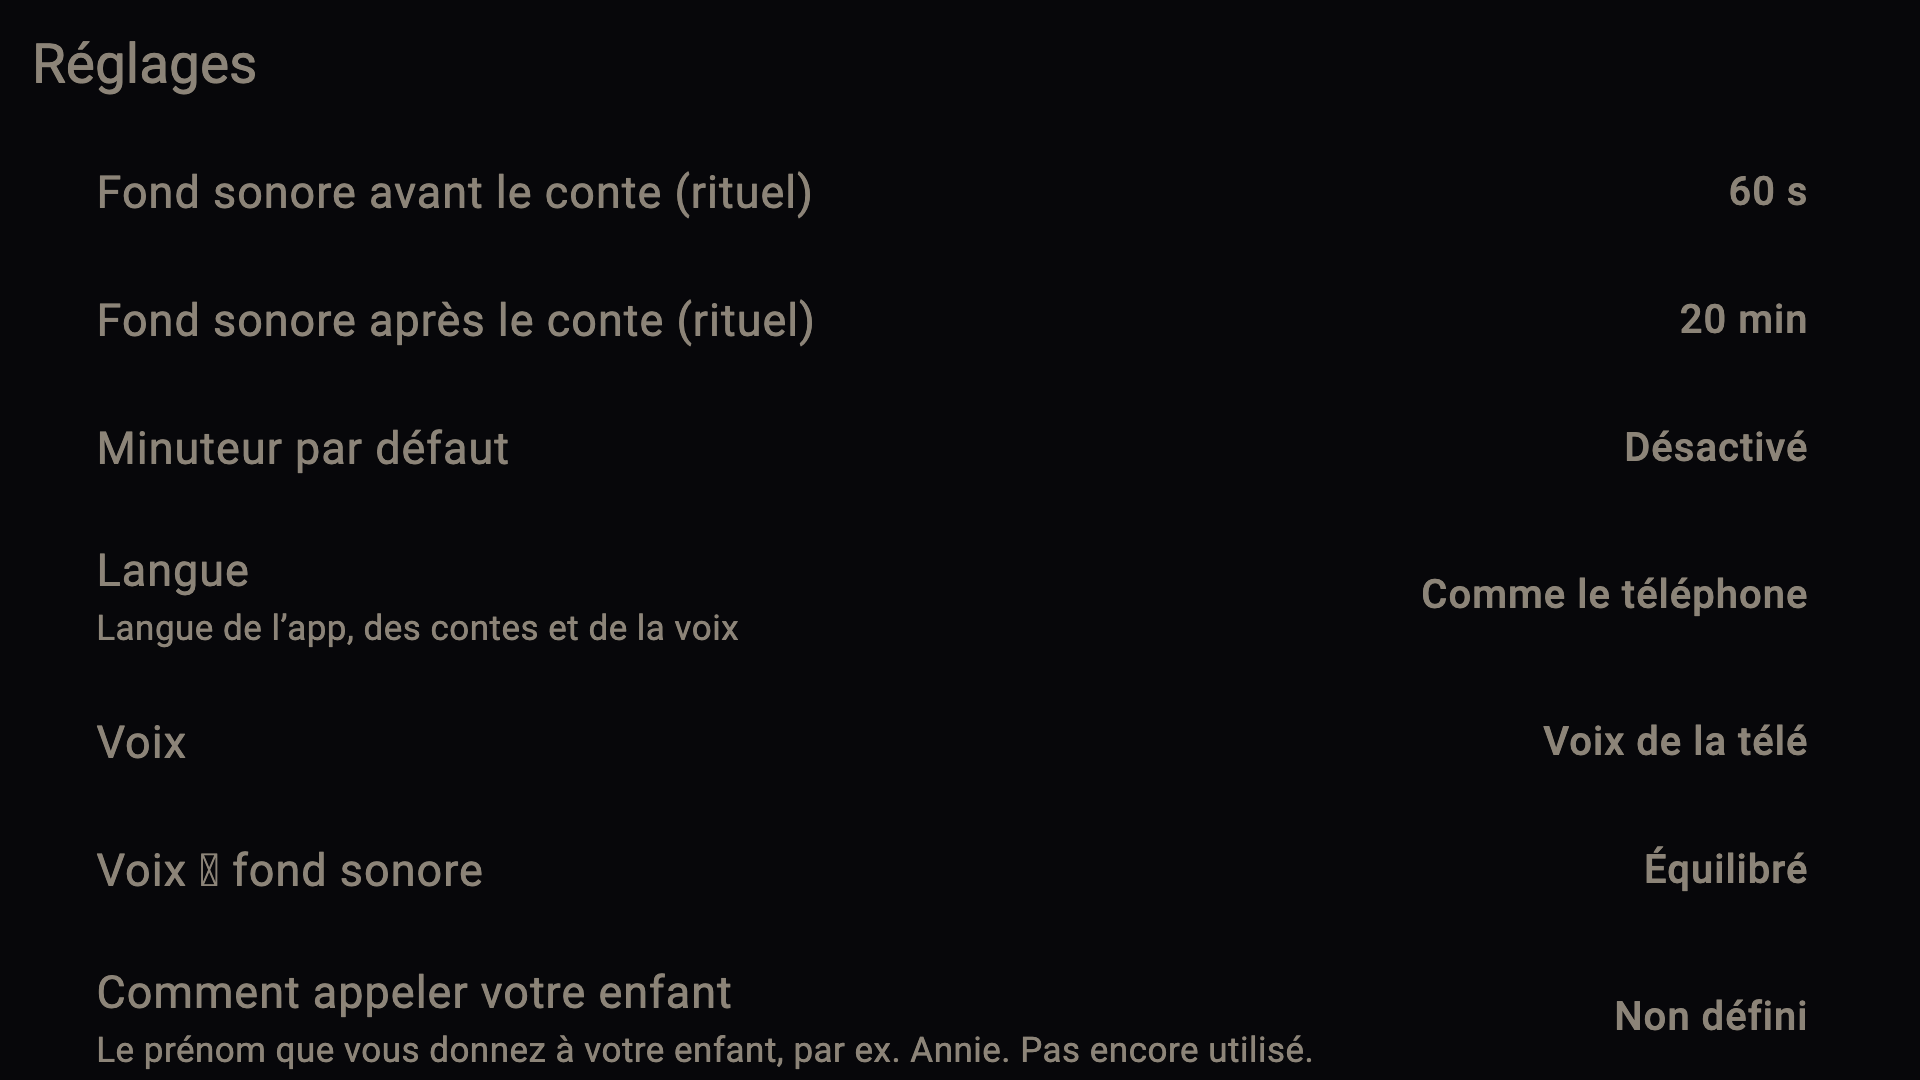 Réglages
Fond sonore avant le conte (rituel)
60 s
Fond sonore après le conte (rituel)
20 min
Minuteur par défaut
Désactivé
Langue
Langue de l’app, des contes et de la voix
Comme le téléphone
Voix
Voix de la télé
Voix fond sonore
Équilibré
Comment appeler votre enfant
Le prénom que vous donnez à votre enfant, par ex. Annie. Pas encore utilisé.
Non défini